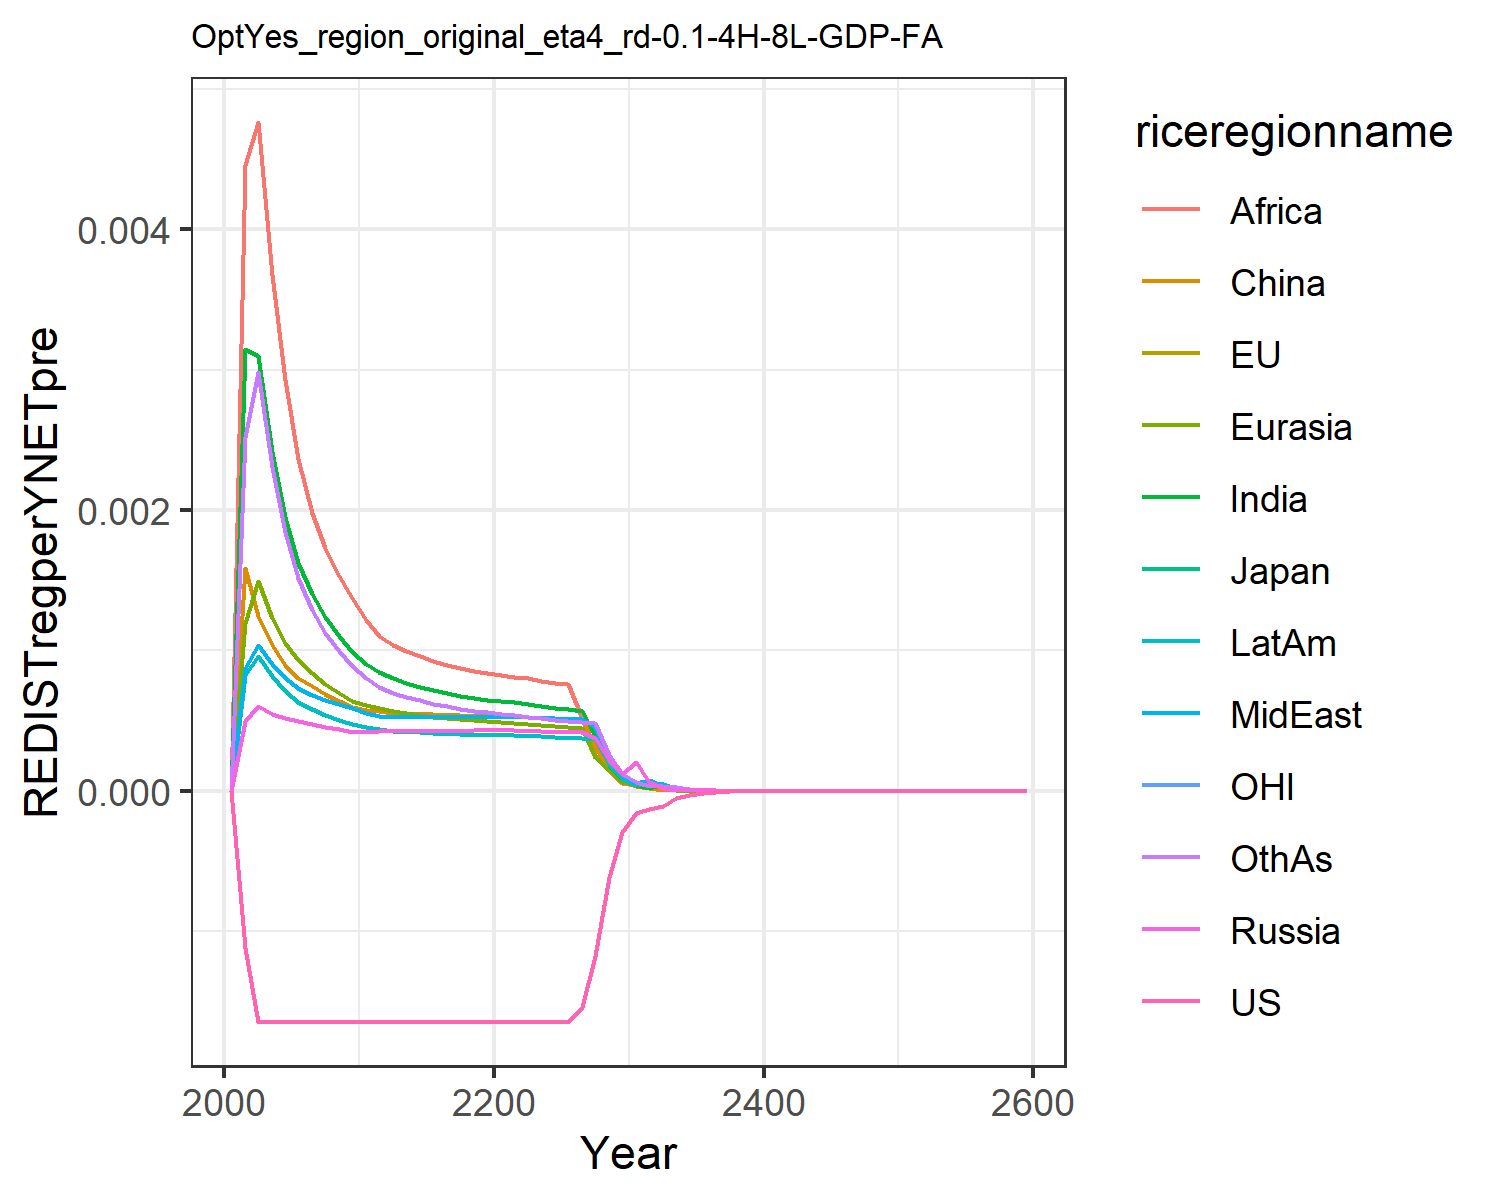 OptYes_region_original_eta4_rd-0.1-4H-8L-GDP-FA
REDISTregperYNETpre
0.004
0.002
0.000
2000
2200
2400
2600
Year
riceregionname
Africa
China
EU
Eurasia
India
Japan
LatAm
MidEast
OHI
OthAs
Russia
US